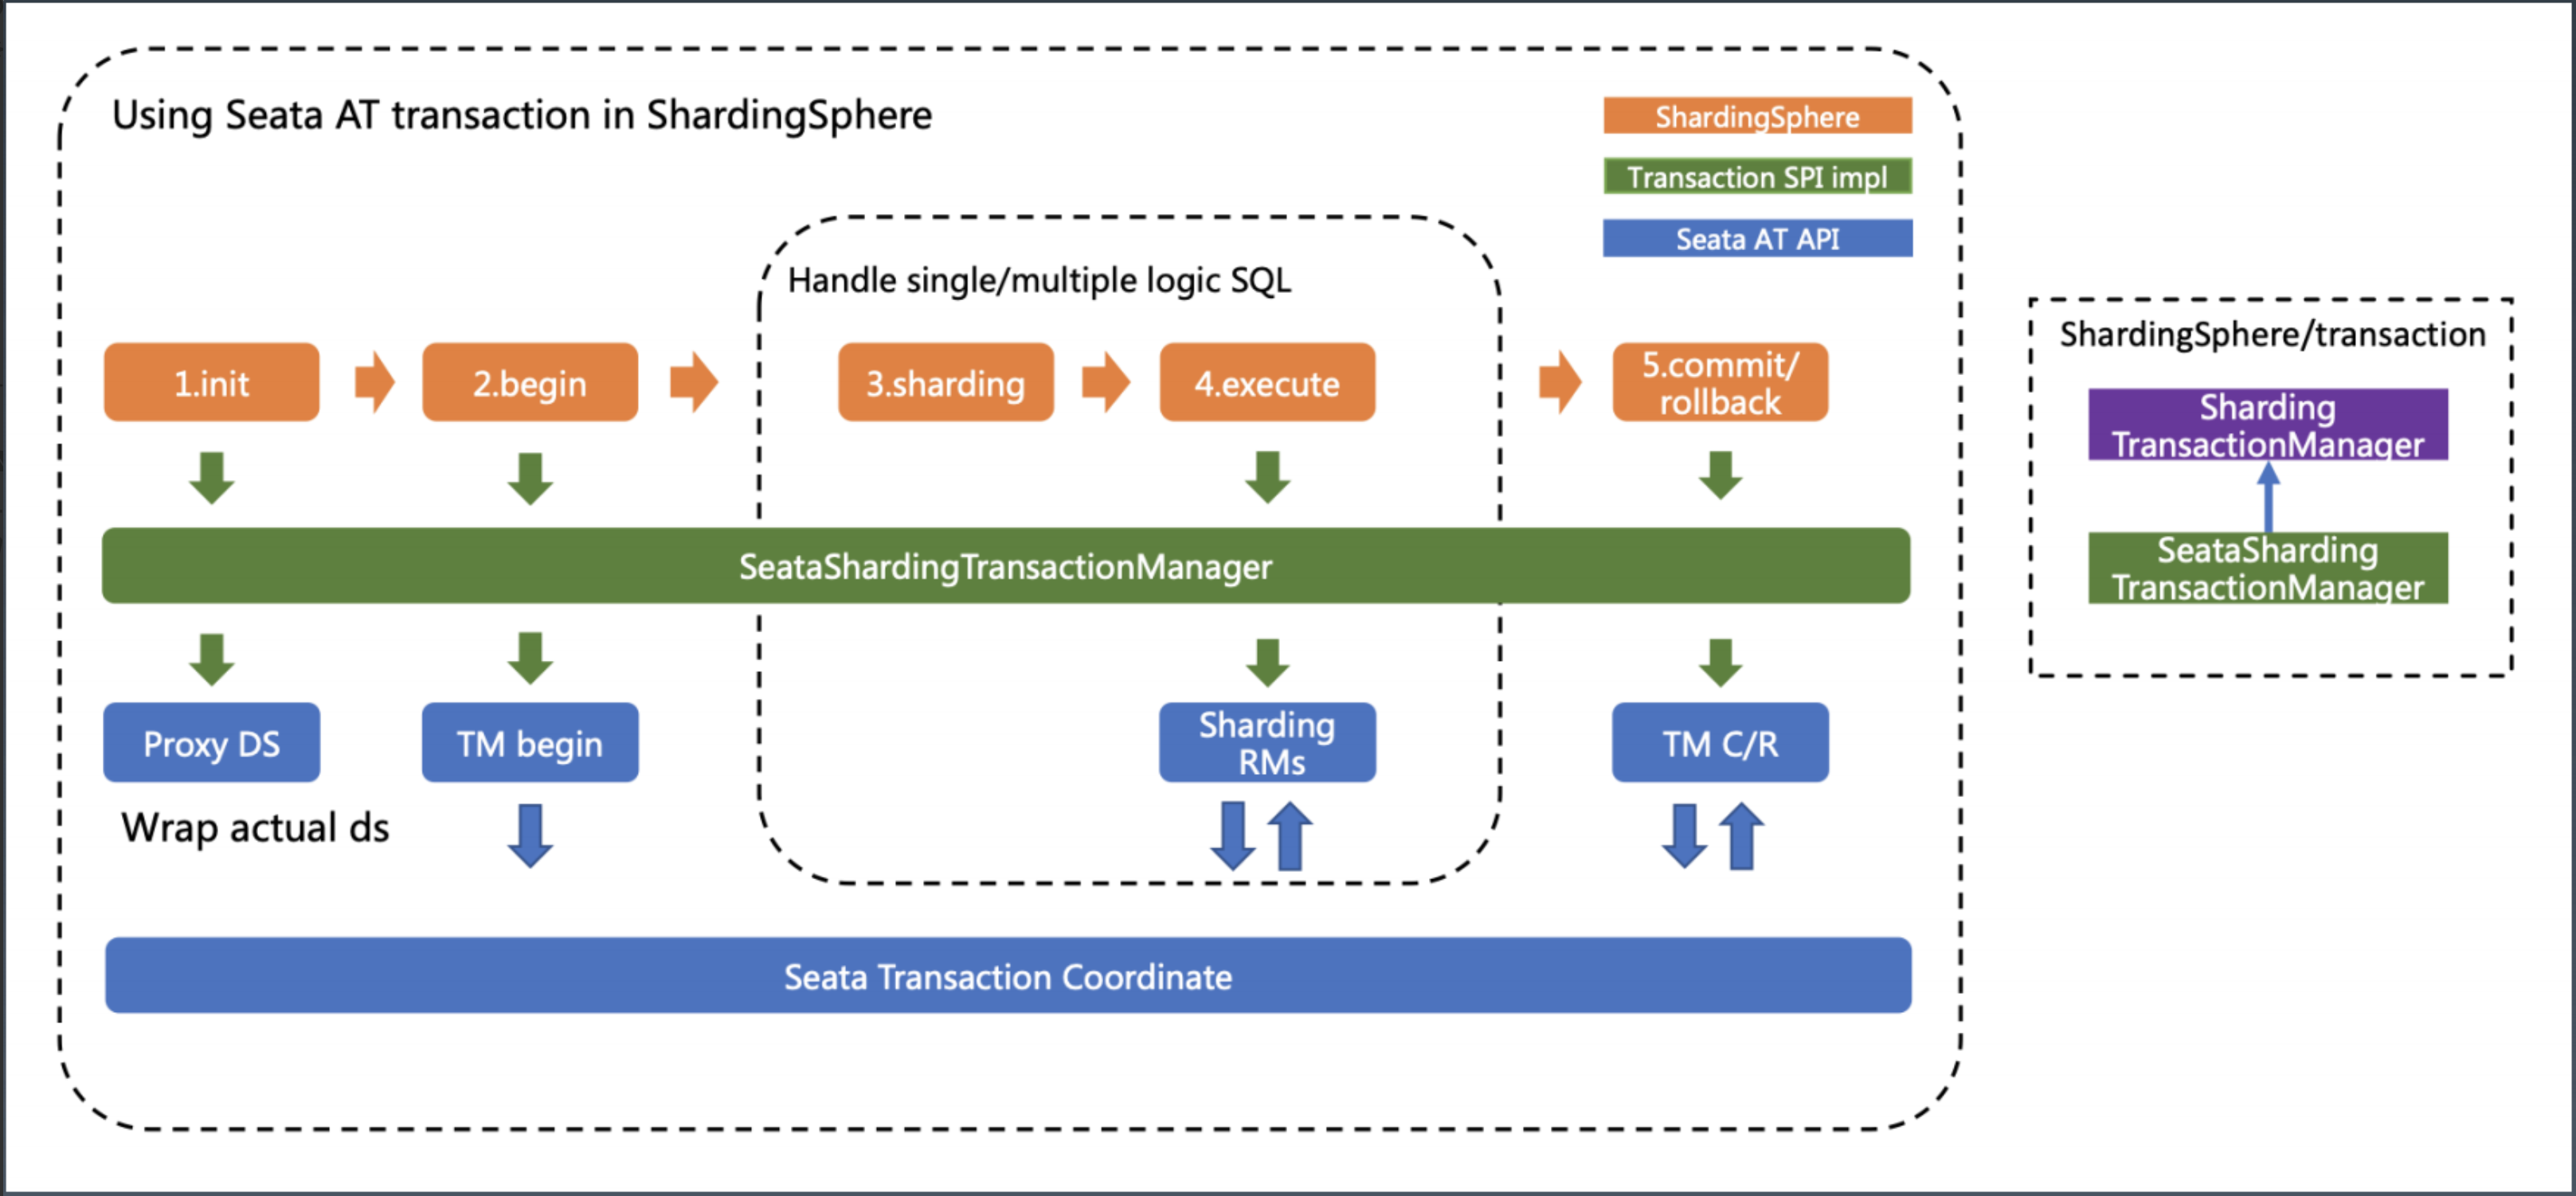 Using Seata AT transaction in ShardingSphere
ShardingSphere
Transaction SPI impl
Seata AT API
Handle single/multiple logic SQL
1.init
2.begin
3.sharding
4.execute
5.commit/
rollback
SeataShardingTransactionManager
Proxy DS
TM begin
Sharding
RMs
TM C/R
Wrap actual ds
Seata Transaction Coordinate
ShardingSphere/transaction
Sharding
TransactionManager
SeataSharding
TransactionManager